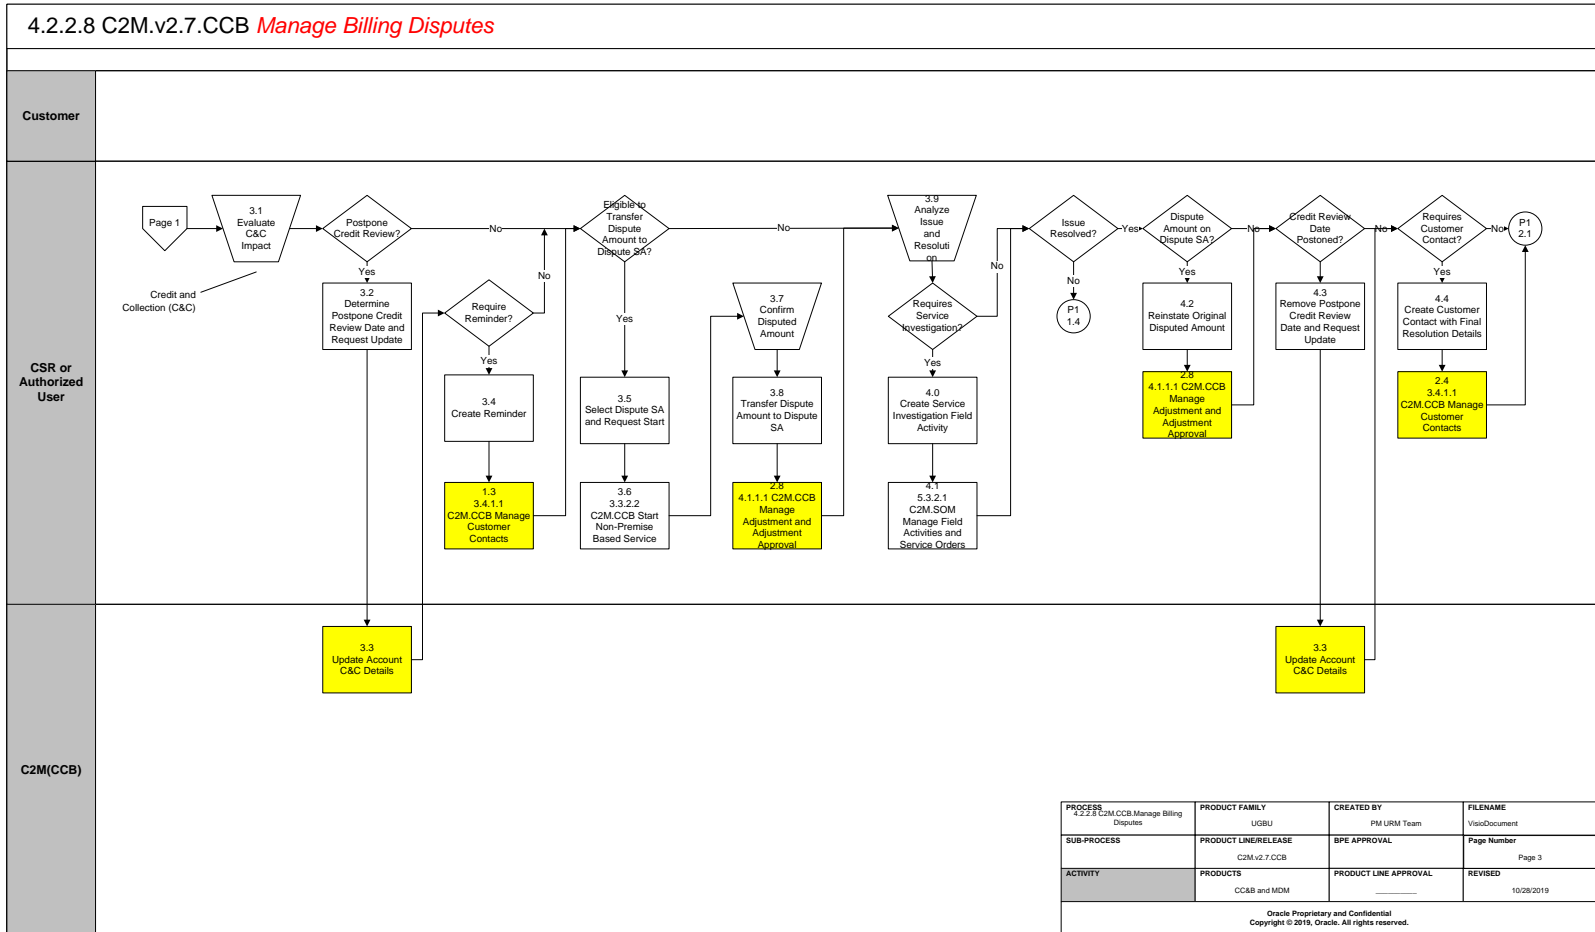 4.2.2.8 C2M.v2.7.CCB Manage Billing Disputes
Customer
CSR or
Authorized
User
C2M(CCB)
Page 1
3.1
Evaluate
C&C
Impact
Credit and
Collection (C&C)
Postpone
Credit Review?
No
Yes
3.2
Determine
Postpone Credit
Review Date and
Request Update
3.3
Update Account
C&C Details
Require
Reminder?
No
Yes
3.4
Create Reminder
1.3
3.4.1.1
C2M.CCB Manage
Customer
Contacts
Eligible to
Transfer
Dispute
Amount to
Dispute SA?
No
Yes
3.5
Select Dispute SA
and Request Start
3.6
3.3.2.2
C2M.CCB Start
Non-Premise
Based Service
3.7
Confirm
Disputed
Amount
3.8
Transfer Dispute
Amount to Dispute
SA
2.8
4.1.1.1 C2M.CCB
Manage
Adjustment and
Adjustment
Approval
3.9
Analyze
Issue
and
Resoluti
on
Requires
Service
Investigation?
No
Yes
4.0
Create Service
Investigation Field
Activity
4.1
5.3.2.1
C2M.SOM
Manage Field
Activities and
Service Orders
Issue
Resolved?
Yes
No
P1
1.4
Dispute
Amount on
Dispute SA?
No
Yes
4.2
Reinstate Original
Disputed Amount
2.8
4.1.1.1 C2M.CCB
Manage
Adjustment and
Adjustment
Approval
Credit Review
Date
Postoned?
No
Yes
4.3
Remove Postpone
Credit Review
Date and Request
Update
3.3
Update Account
C&C Details
Requires
Customer
Contact?
No
Yes
4.4
Create Customer
Contact with Final
Resolution Details
2.4
3.4.1.1
C2M.CCB Manage
Customer
Contacts
P1
2.1
PROCESS
4.2.2.8 C2M.CCB.Manage Billing
Disputes
PRODUCT FAMILY
UGBU
CREATED BY
PM URM Team
FILENAME
VisioDocument
SUB-PROCESS
PRODUCT LINE/RELEASE
C2M.v2.7.CCB
BPE APPROVAL
Page Number
Page 3
ACTIVITY
PRODUCTS
CC&B and MDM
PRODUCT LINE APPROVAL
___________
REVISED
10/28/2019
Oracle Proprietary and Confidential
Copyright © 2019, Oracle. All rights reserved.